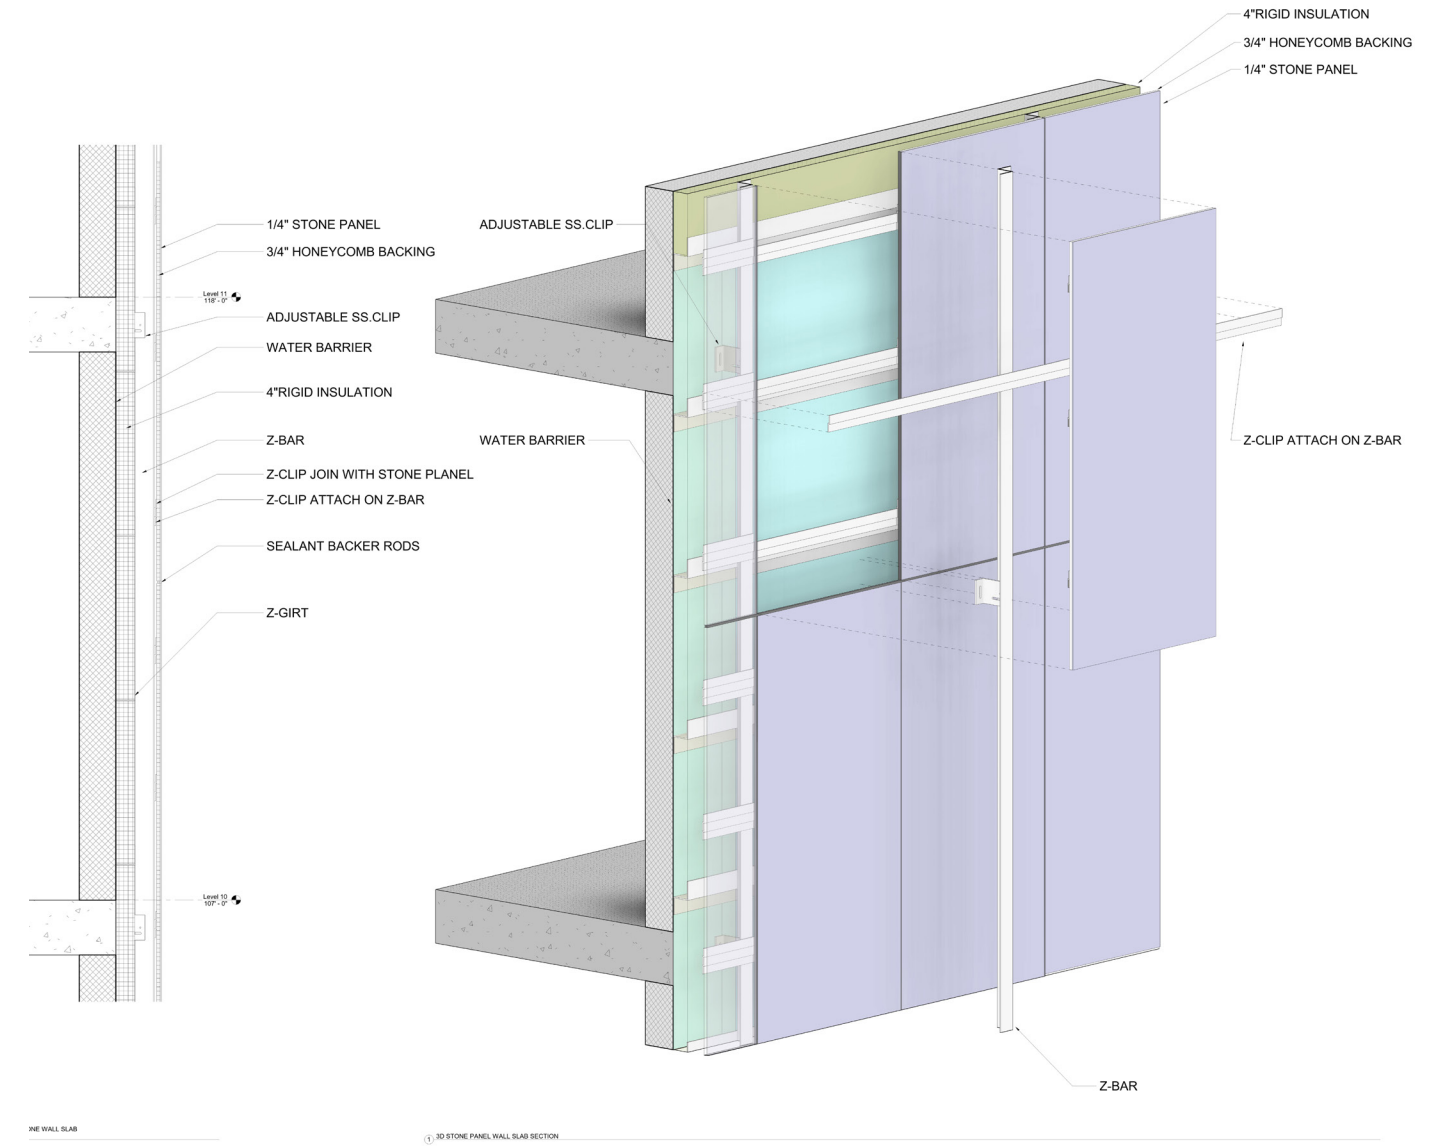 4"RIGID INSULATION
3/4" HONEYCOMB BACKING
1/4" STONE PANEL
1/4" STONE PANEL
3/4" HONEYCOMB BACKING
Level 11
118' - 0"
ADJUSTABLE SS.CLIP
WATER BARRIER
4"RIGID INSULATION
Z-BAR
Z-CLIP JOIN WITH STONE PLANEL
Z-CLIP ATTACH ON Z-BAR
SEALANT BACKER RODS
Z-GIRT
Level 10
107' - 0"
ADJUSTABLE SS.CLIP
WATER BARRIER
Z-CLIP ATTACH ON Z-BAR
Z-BAR
ONE WALL SLAB
1 3D STONE PANEL WALL SLAB SECTION